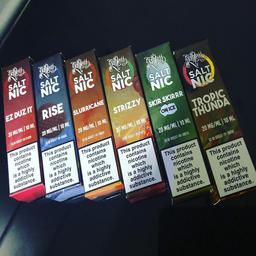 SALT
NIC
EZ DUZ IT
20 MG/ML | 10 ML
This product
contains
nicotine
which is a
highly
addictive
substance.
SALT
NIC
RISE
20 MG/ML | 10 ML
This product
contains
nicotine
which is a
highly
addictive
substance.
SALT
NIC
SLURRICANE
20 MG/ML | 10 ML
This product
contains
nicotine
which is a
highly
addictive
substance.
SALT
NIC
STRIZZY
20 MG/ML | 10 ML
This product
contains
nicotine
which is a
highly
addictive
substance.
SALT
NIC
SKIR SKIRRR
ON ICE
20 MG/ML | 10 ML
This product
contains
nicotine
which is a
highly
addictive
substance.
SALT
NIC
TROPIC
THUNDA
20 MG/ML | 10 ML
This product
contains
nicotine
which is a
highly addictive
substance.